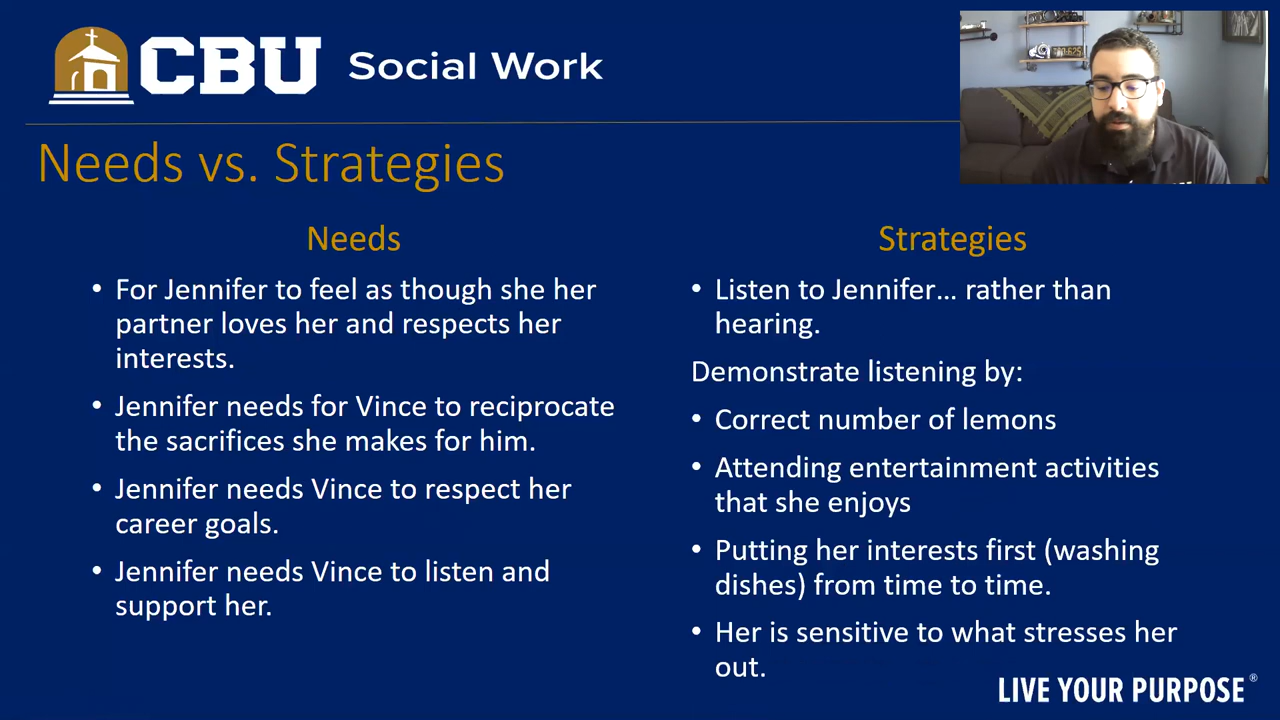 CBU Social Work
Needs vs. Strategies
Needs
• For Jennifer to feel as though she her
partner loves her and respects her
interests.
• Jennifer needs for Vince to reciprocate
the sacrifices she makes for him.
• Jennifer needs Vince to respect her
career goals.
• Jennifer needs Vince to listen and
support her.
Strategies
• Listen to Jennifer... rather than
hearing.
Demonstrate listening by:
• Correct number of lemons
• Attending entertainment activities
that she enjoys
• Putting her interests first (washing
dishes) from time to time.
• Her is sensitive to what stresses her
out.
LIVE YOUR PURPOSE®